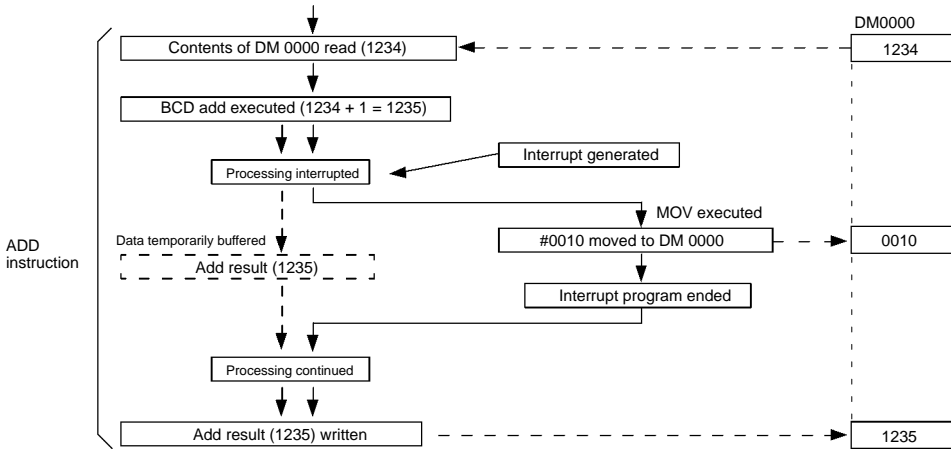 DM0000
Contents of DM 0000 read (1234)
1234
BCD add executed (1234 + 1 = 1235)
Interrupt generated
Processing interrupted
MOV executed
ADD
instruction
Data temporarily buffered
#0010 moved to DM 0000
0010
Add result (1235)
Interrupt program ended
Processing continued
Add result (1235) written
1235